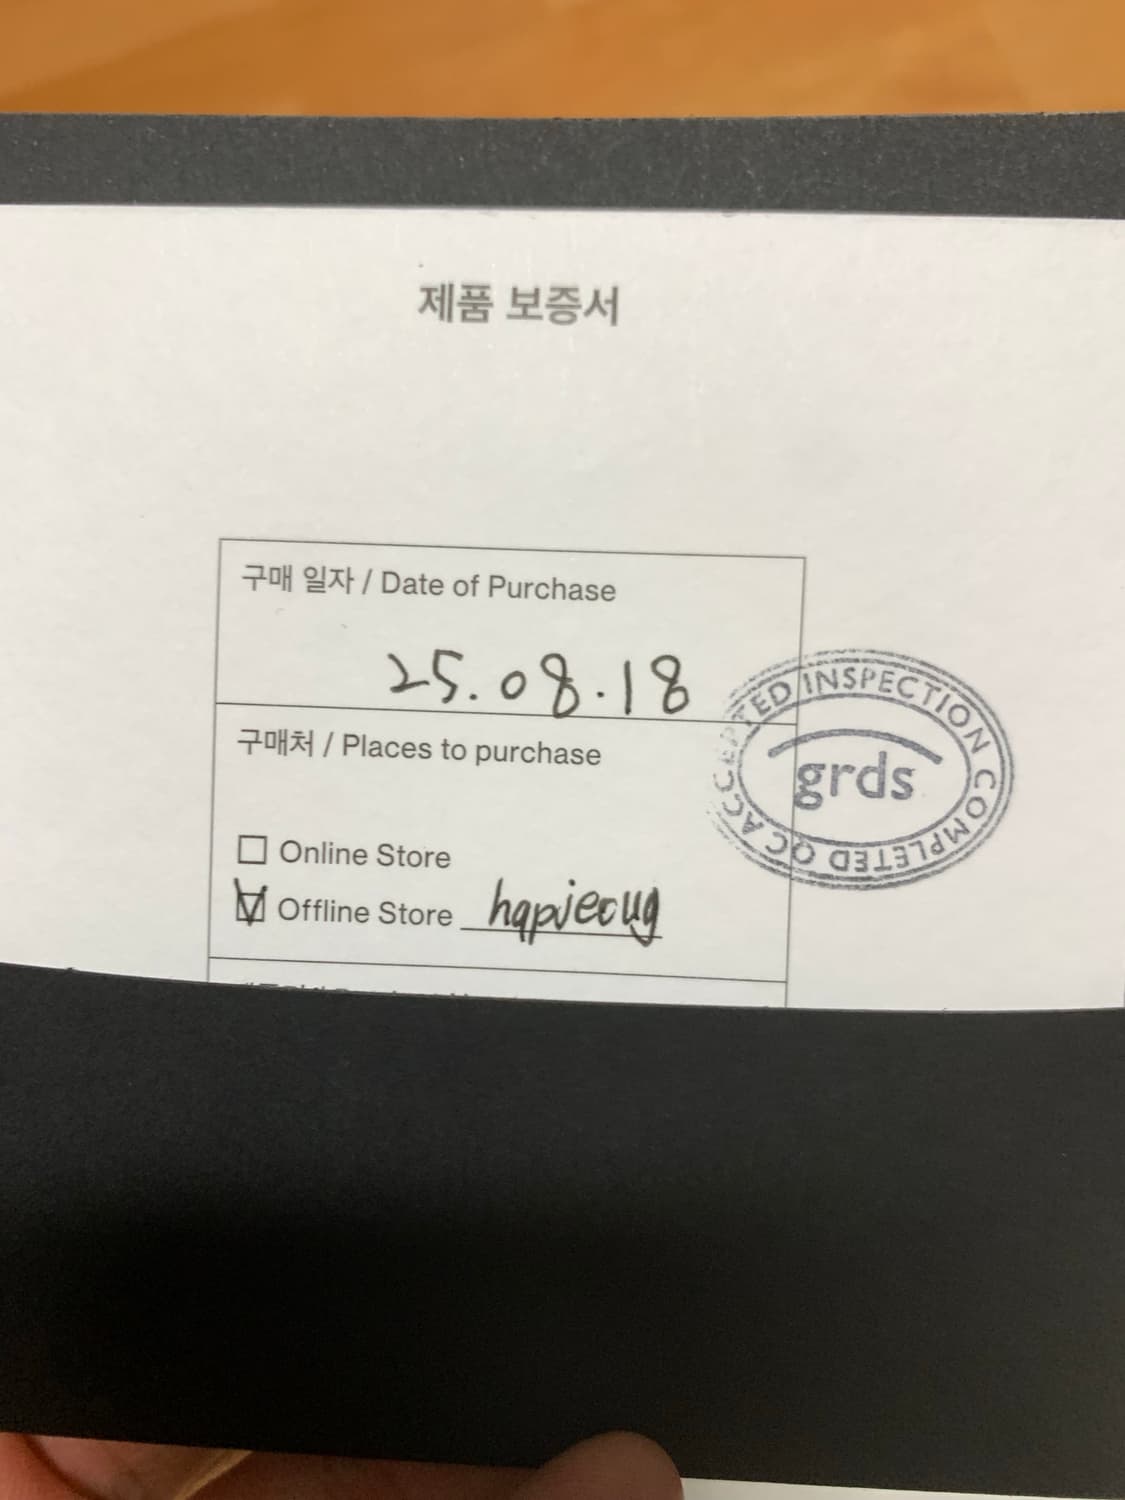 제품 보증서
구매 일자 / Date of Purchase
25.08.18
구매처 / Places to purchase
Online Store
Offline Store
QC ACCEPTED INSPECTION COMPLETED
grds